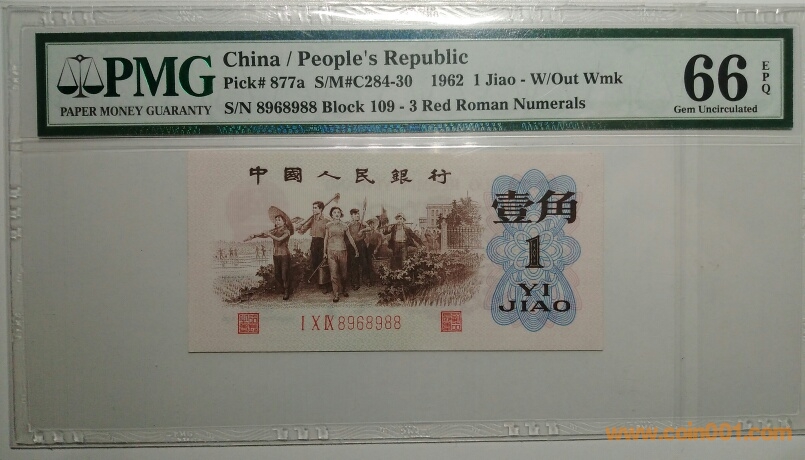 PMG
PAPER MONEY GUARANTY
China / People's Republic
Pick# 877a S/M#C284-30 1962 1 Jiao - W/Out Wmk
S/N 8968988 Block 109 - 3 Red Roman Numerals
66 EPQ
Gem Uncirculated
中國人民銀行
壹角
1
YI
JIAO
I X IX 8968988
www.coin001.com